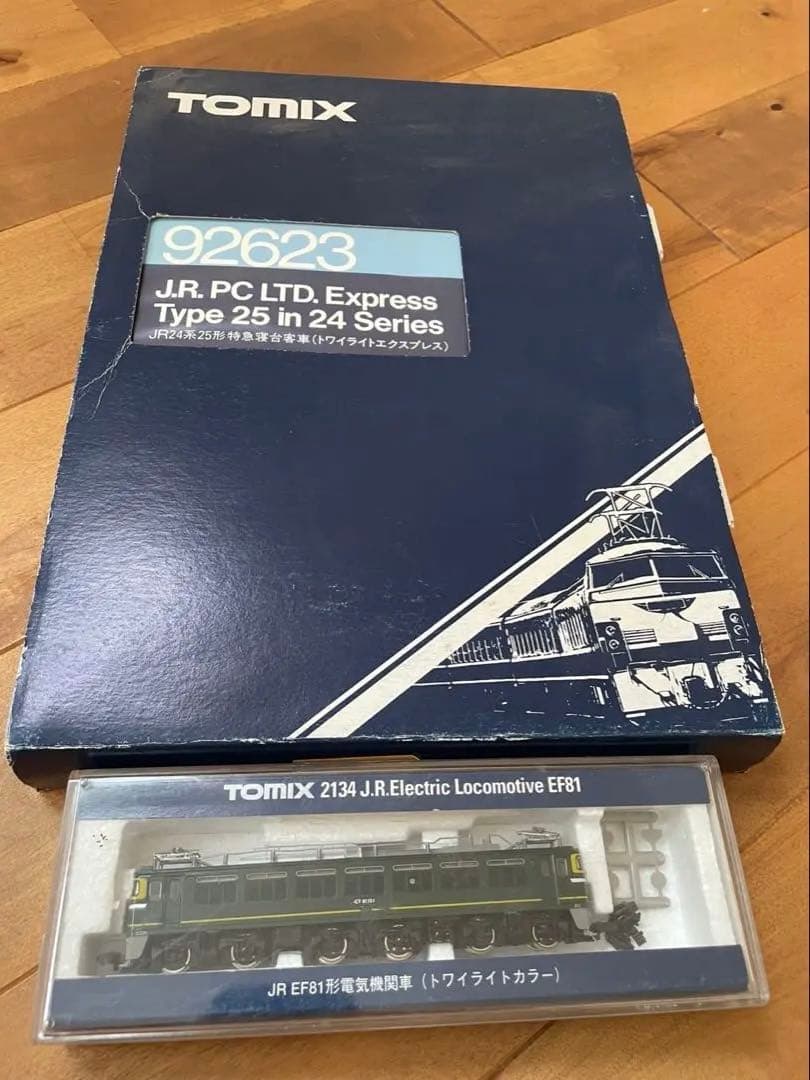 TOMIX
92623
J.R. PC LTD. Express
Type 25 in 24 Series
JR24系25形特急寝台客車(トワイライトエクスプレス)
TOMIX 2134 J.R.Electric Locomotive EF81
JR EF81形電気機関車 (トワイライトカラー)